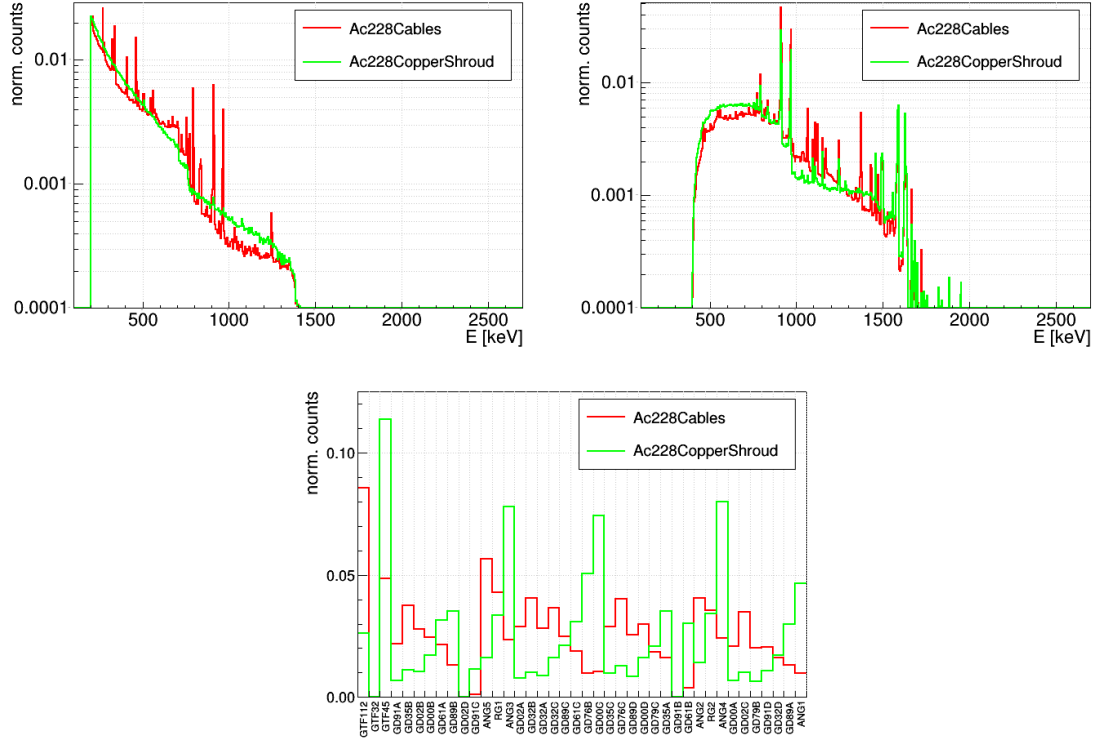 norm. counts
0.01
0.001
0.0001
500
1000
1500
2000
2500
E [keV]
Ac228Cables
Ac228CopperShroud
norm. counts
0.01
0.001
0.0001
500
1000
1500
2000
2500
E [keV]
Ac228Cables
Ac228CopperShroud
norm. counts
0.10
0.05
0.00
Ac228Cables
Ac228CopperShroud
GTF112
GTF32
GTF45
GD91A
GD35B
GD02B
GD00B
GD61A
GD89B
GD02D
GD91C
ANG5
RG1
ANG3
GD02A
GD32B
GD32A
GD32C
GD89C
GD61C
GD76B
GD00C
GD35C
GD76C
GD89D
GD00D
GD79C
GD35A
GD91B
GD61B
ANG2
RG2
ANG4
GD00A
GD02C
GD79B
GD91D
GD32D
GD89A
ANG1